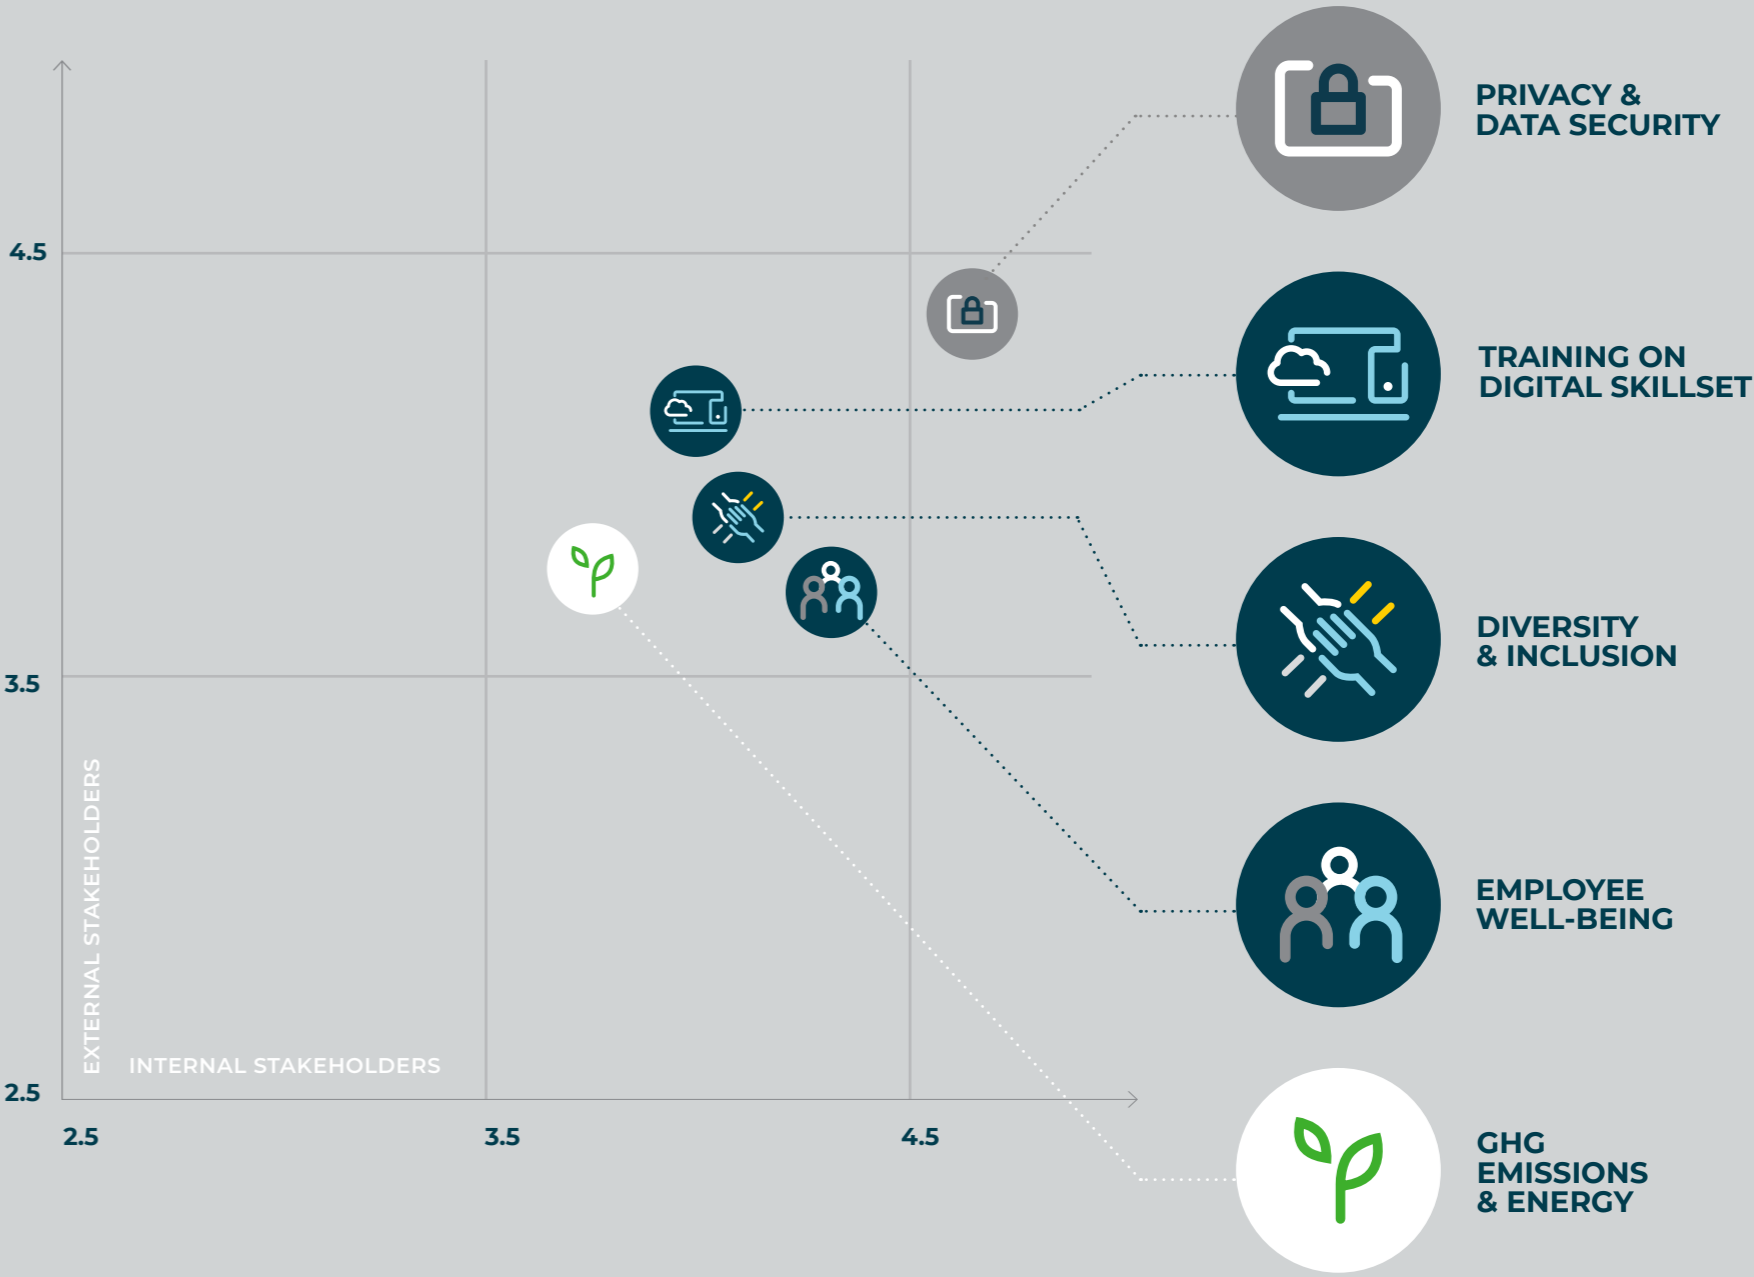 PRIVACY &
DATA SECURITY
4.5
TRAINING ON
DIGITAL SKILLSET
DIVERSITY
& INCLUSION
3.5
EXTERNAL STAKEHOLDERS
EMPLOYEE
WELL-BEING
INTERNAL STAKEHOLDERS
2.5
2.5
3.5
4.5
GHG
EMISSIONS
& ENERGY